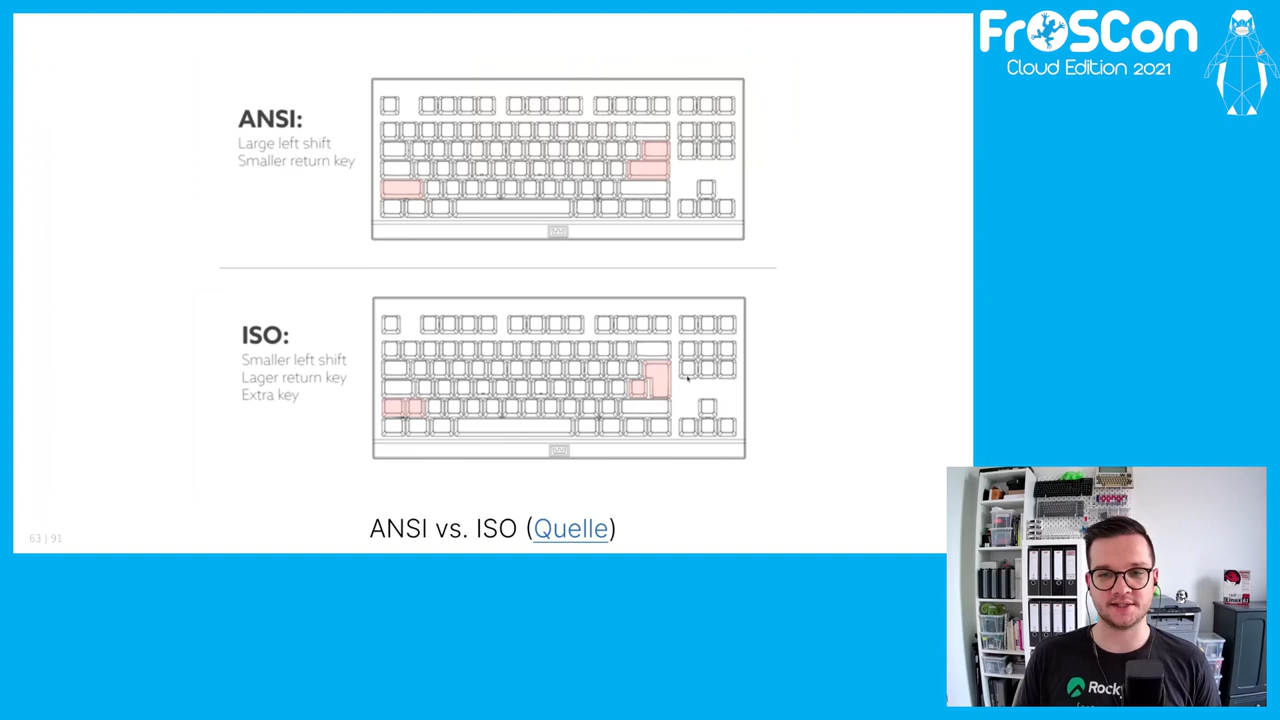 FrOSCon
Cloud Edition 2021
ANSI:
Large left shift
Smaller return key
ISO:
Smaller left shift
Lager return key
Extra key
ANSI vs. ISO (Quelle)
63 | 91
Rocky